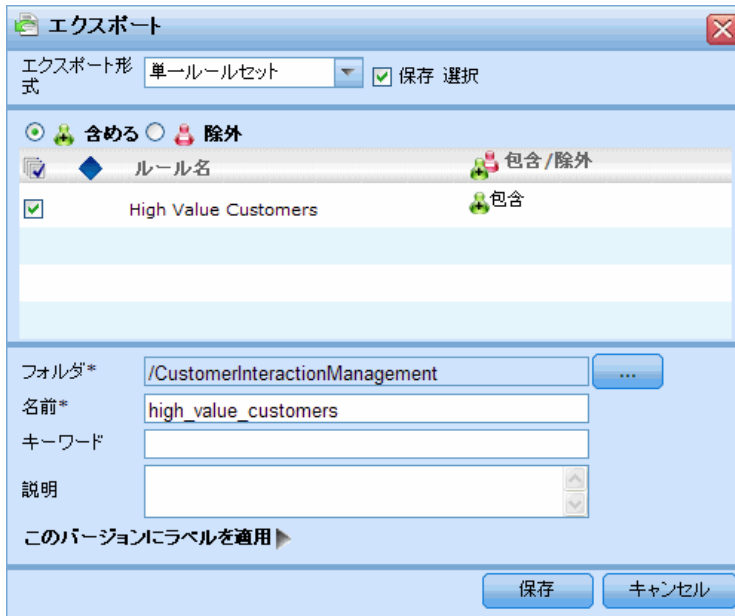 エクスポート
エクスポート形式 単一ルールセット 保存 選択
含める 除外
ルール名 包含/除外
High Value Customers 包含
フォルダ* /CustomerInteractionManagement ...
名前* high_value_customers
キーワード
説明
このバージョンにラベルを適用
保存 キャンセル